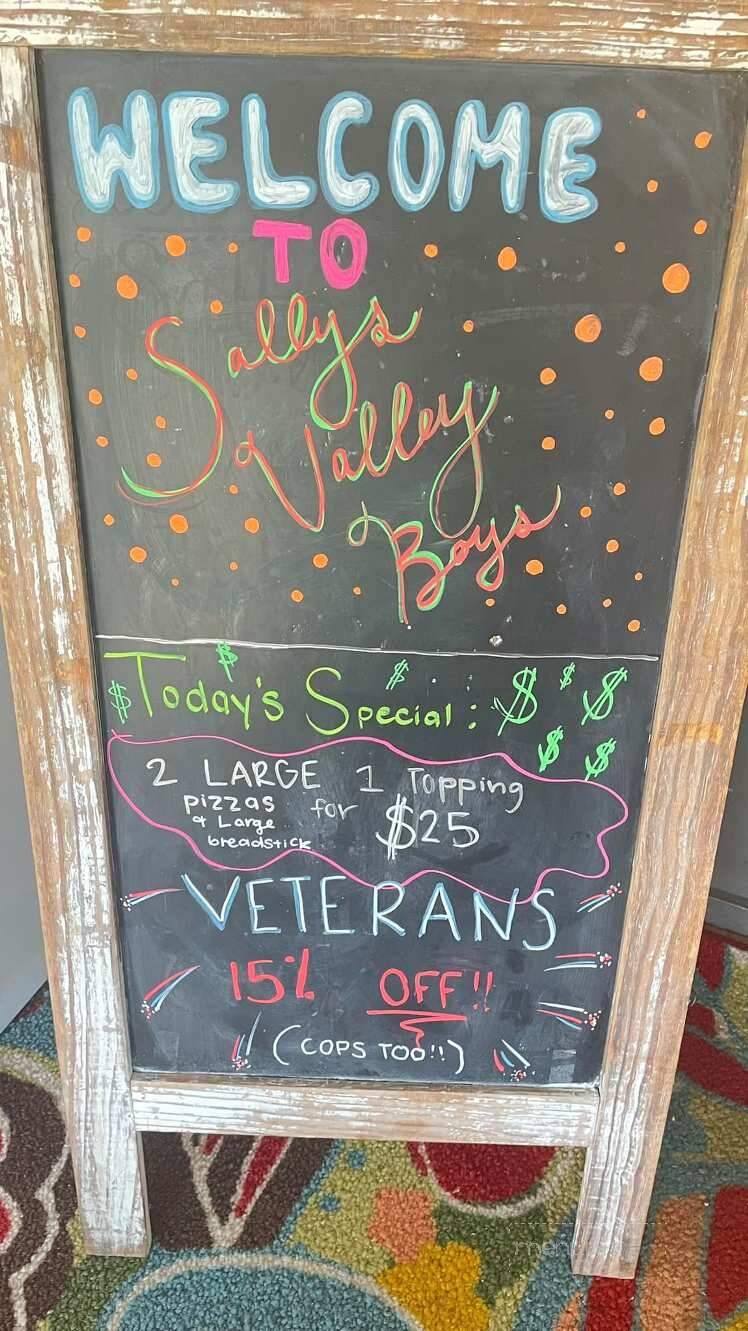 WELCOME
TO
Sallys
Valley
Boys
Today's Special: $ $
2 LARGE 1 Topping
pizzas for $25
& Large
breadstick
VETERANS
15% OFF!!
(COPS TOO!!)